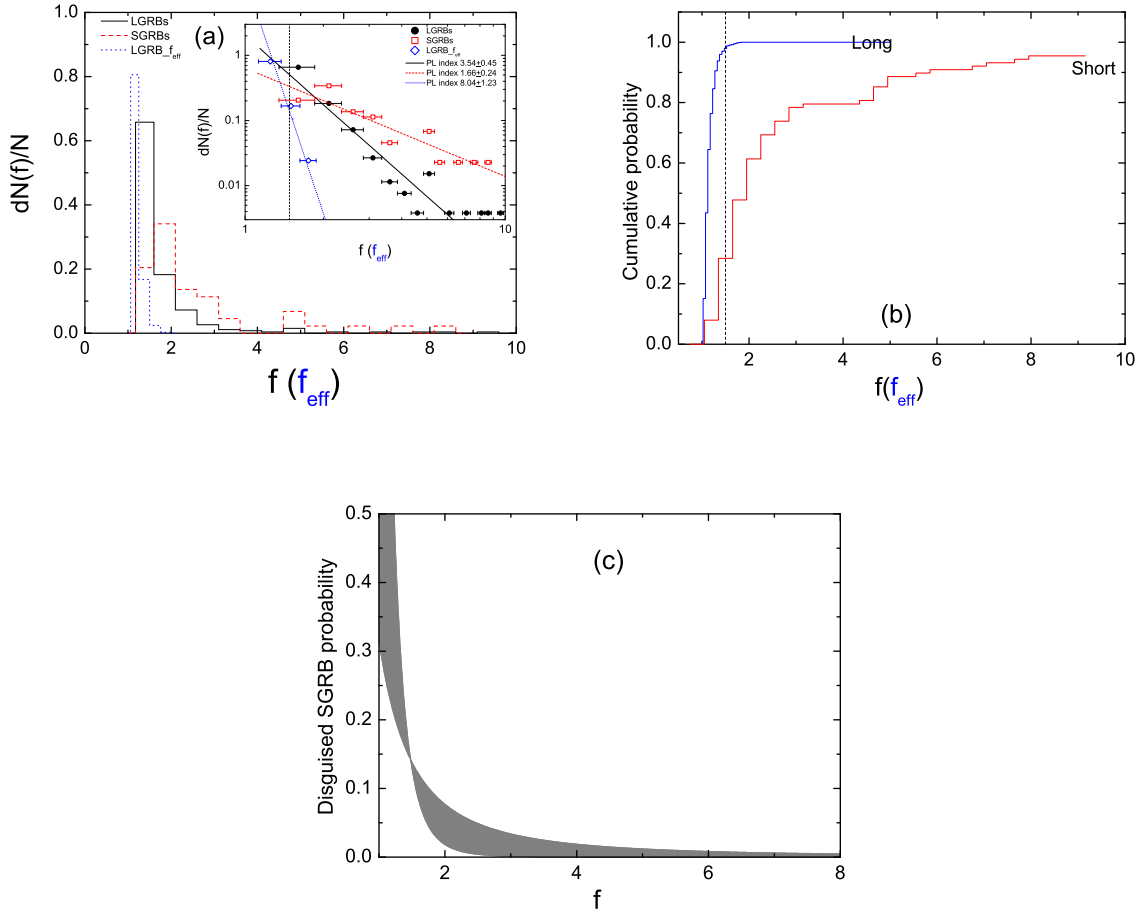 LGRBs
SGRBs
LGRB_f_eff
(a)
LGRBs
SGRBs
LGRB_f_eff
PL index 3.54±0.45
PL index 1.66±0.24
PL index 8.04±1.23
dN(f)/N
1
0.1
0.01
1
10
f (f_eff)
dN(f)/N
1.0
0.8
0.6
0.4
0.2
0.0
0 2 4 6 8 10
f (f_eff)
Cumulative probability
1.0
0.8
0.6
0.4
0.2
0.0
Long
Short
(b)
0 2 4 6 8 10
f(f_eff)
Disguised SGRB probability
0.5
0.4
0.3
0.2
0.1
0.0
(c)
2 4 6 8
f